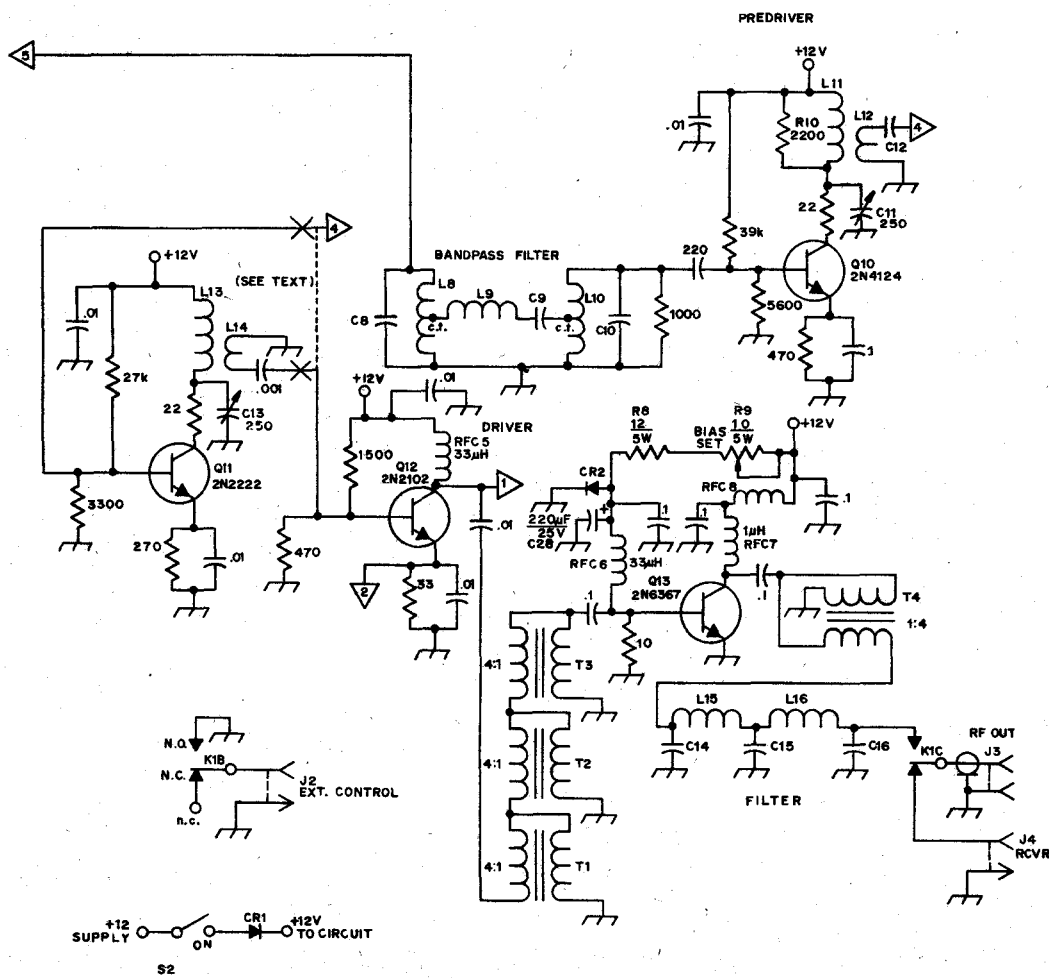 PREDRIVER
5
+12V
L11
.01
R10
2200
L12
C12
4
22
C11
250
39k
220
Q10
2N4124
5600
1000
470
.1
BANDPASS FILTER
L8
L9
C9
L10
C8
c.t.
c.t.
C10
4
+12V
(SEE TEXT)
L13
.01
L14
.001
27k
22
C13
250
Q11
2N2222
3300
270
.01
+12V
.01
DRIVER
RFC5
33µH
1500
Q12
2N2102
1
.01
470
2
33
.01
R8
12
5W
R9
10
5W
BIAS
SET
+12V
CR2
RFC8
.1
.1
.1
220µF
25V
C28
+
1µH
RFC7
RFC6
33µH
Q13
2N6367
.1
.1
T4
1:4
10
4:1
T3
4:1
T2
4:1
T1
L15
L16
C14
C15
C16
FILTER
K1C
RF OUT
J3
J4
RCVR
N.O.
K1B
N.C.
n.c.
J2
EXT. CONTROL
+12
SUPPLY
ON
CR1
+12V
TO CIRCUIT
S2